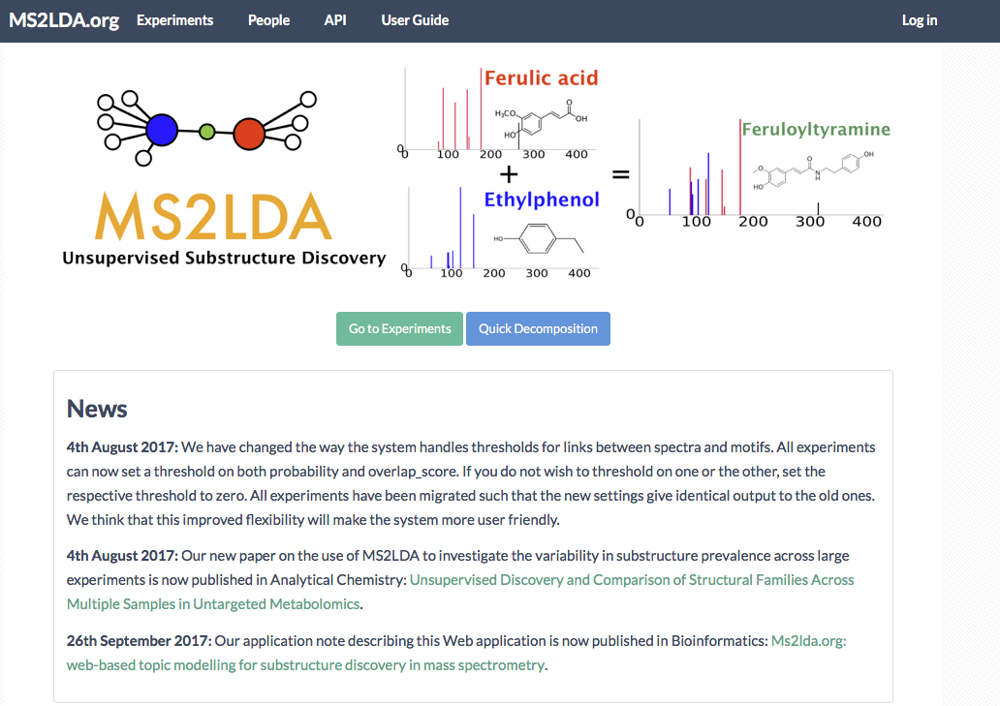 MS2LDA.org Experiments People API User Guide Log in
Ferulic acid
H₃CO
HO
O
OH
0
0 100 200 300 400
+
Ethylphenol
HO
0
0 100 200 300 400
=
Feruloyltyramine
O
HO
O
N
H
OH
0
0 100 200 300 400
MS2LDA
Unsupervised Substructure Discovery
Go to Experiments Quick Decomposition
News
4th August 2017: We have changed the way the system handles thresholds for links between spectra and motifs. All experiments
can now set a threshold on both probability and overlap_score. If you do not wish to threshold on one or the other, set the
respective threshold to zero. All experiments have been migrated such that the new settings give identical output to the old ones.
We think that this improved flexibility will make the system more user friendly.
4th August 2017: Our new paper on the use of MS2LDA to investigate the variability in substructure prevalence across large
experiments is now published in Analytical Chemistry: Unsupervised Discovery and Comparison of Structural Families Across
Multiple Samples in Untargeted Metabolomics.
26th September 2017: Our application note describing this Web application is now published in Bioinformatics: Ms2lda.org:
web-based topic modelling for substructure discovery in mass spectrometry.